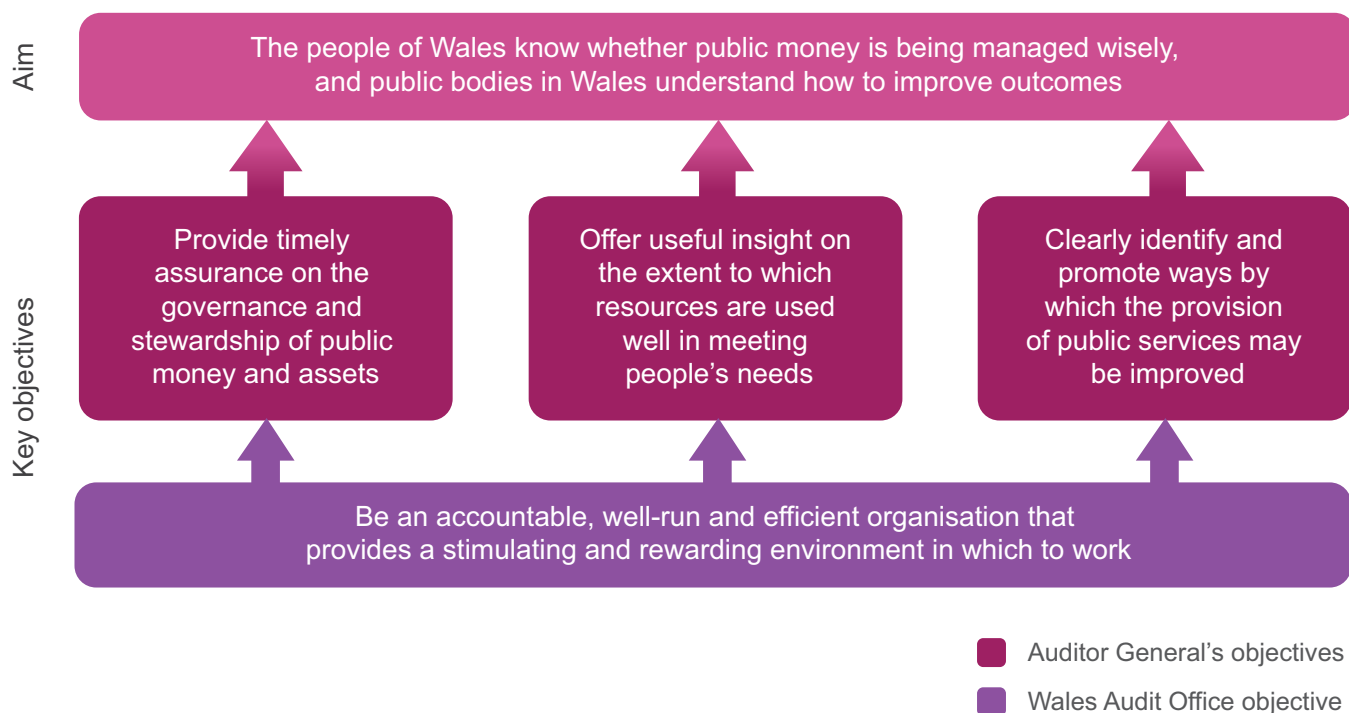 Aim
The people of Wales know whether public money is being managed wisely,
and public bodies in Wales understand how to improve outcomes
Key objectives
Provide timely
assurance on the
governance and
stewardship of public
money and assets
Offer useful insight on
the extent to which
resources are used
well in meeting
people’s needs
Clearly identify and
promote ways by
which the provision
of public services may
be improved
Be an accountable, well-run and efficient organisation that
provides a stimulating and rewarding environment in which to work
Auditor General’s objectives
Wales Audit Office objective